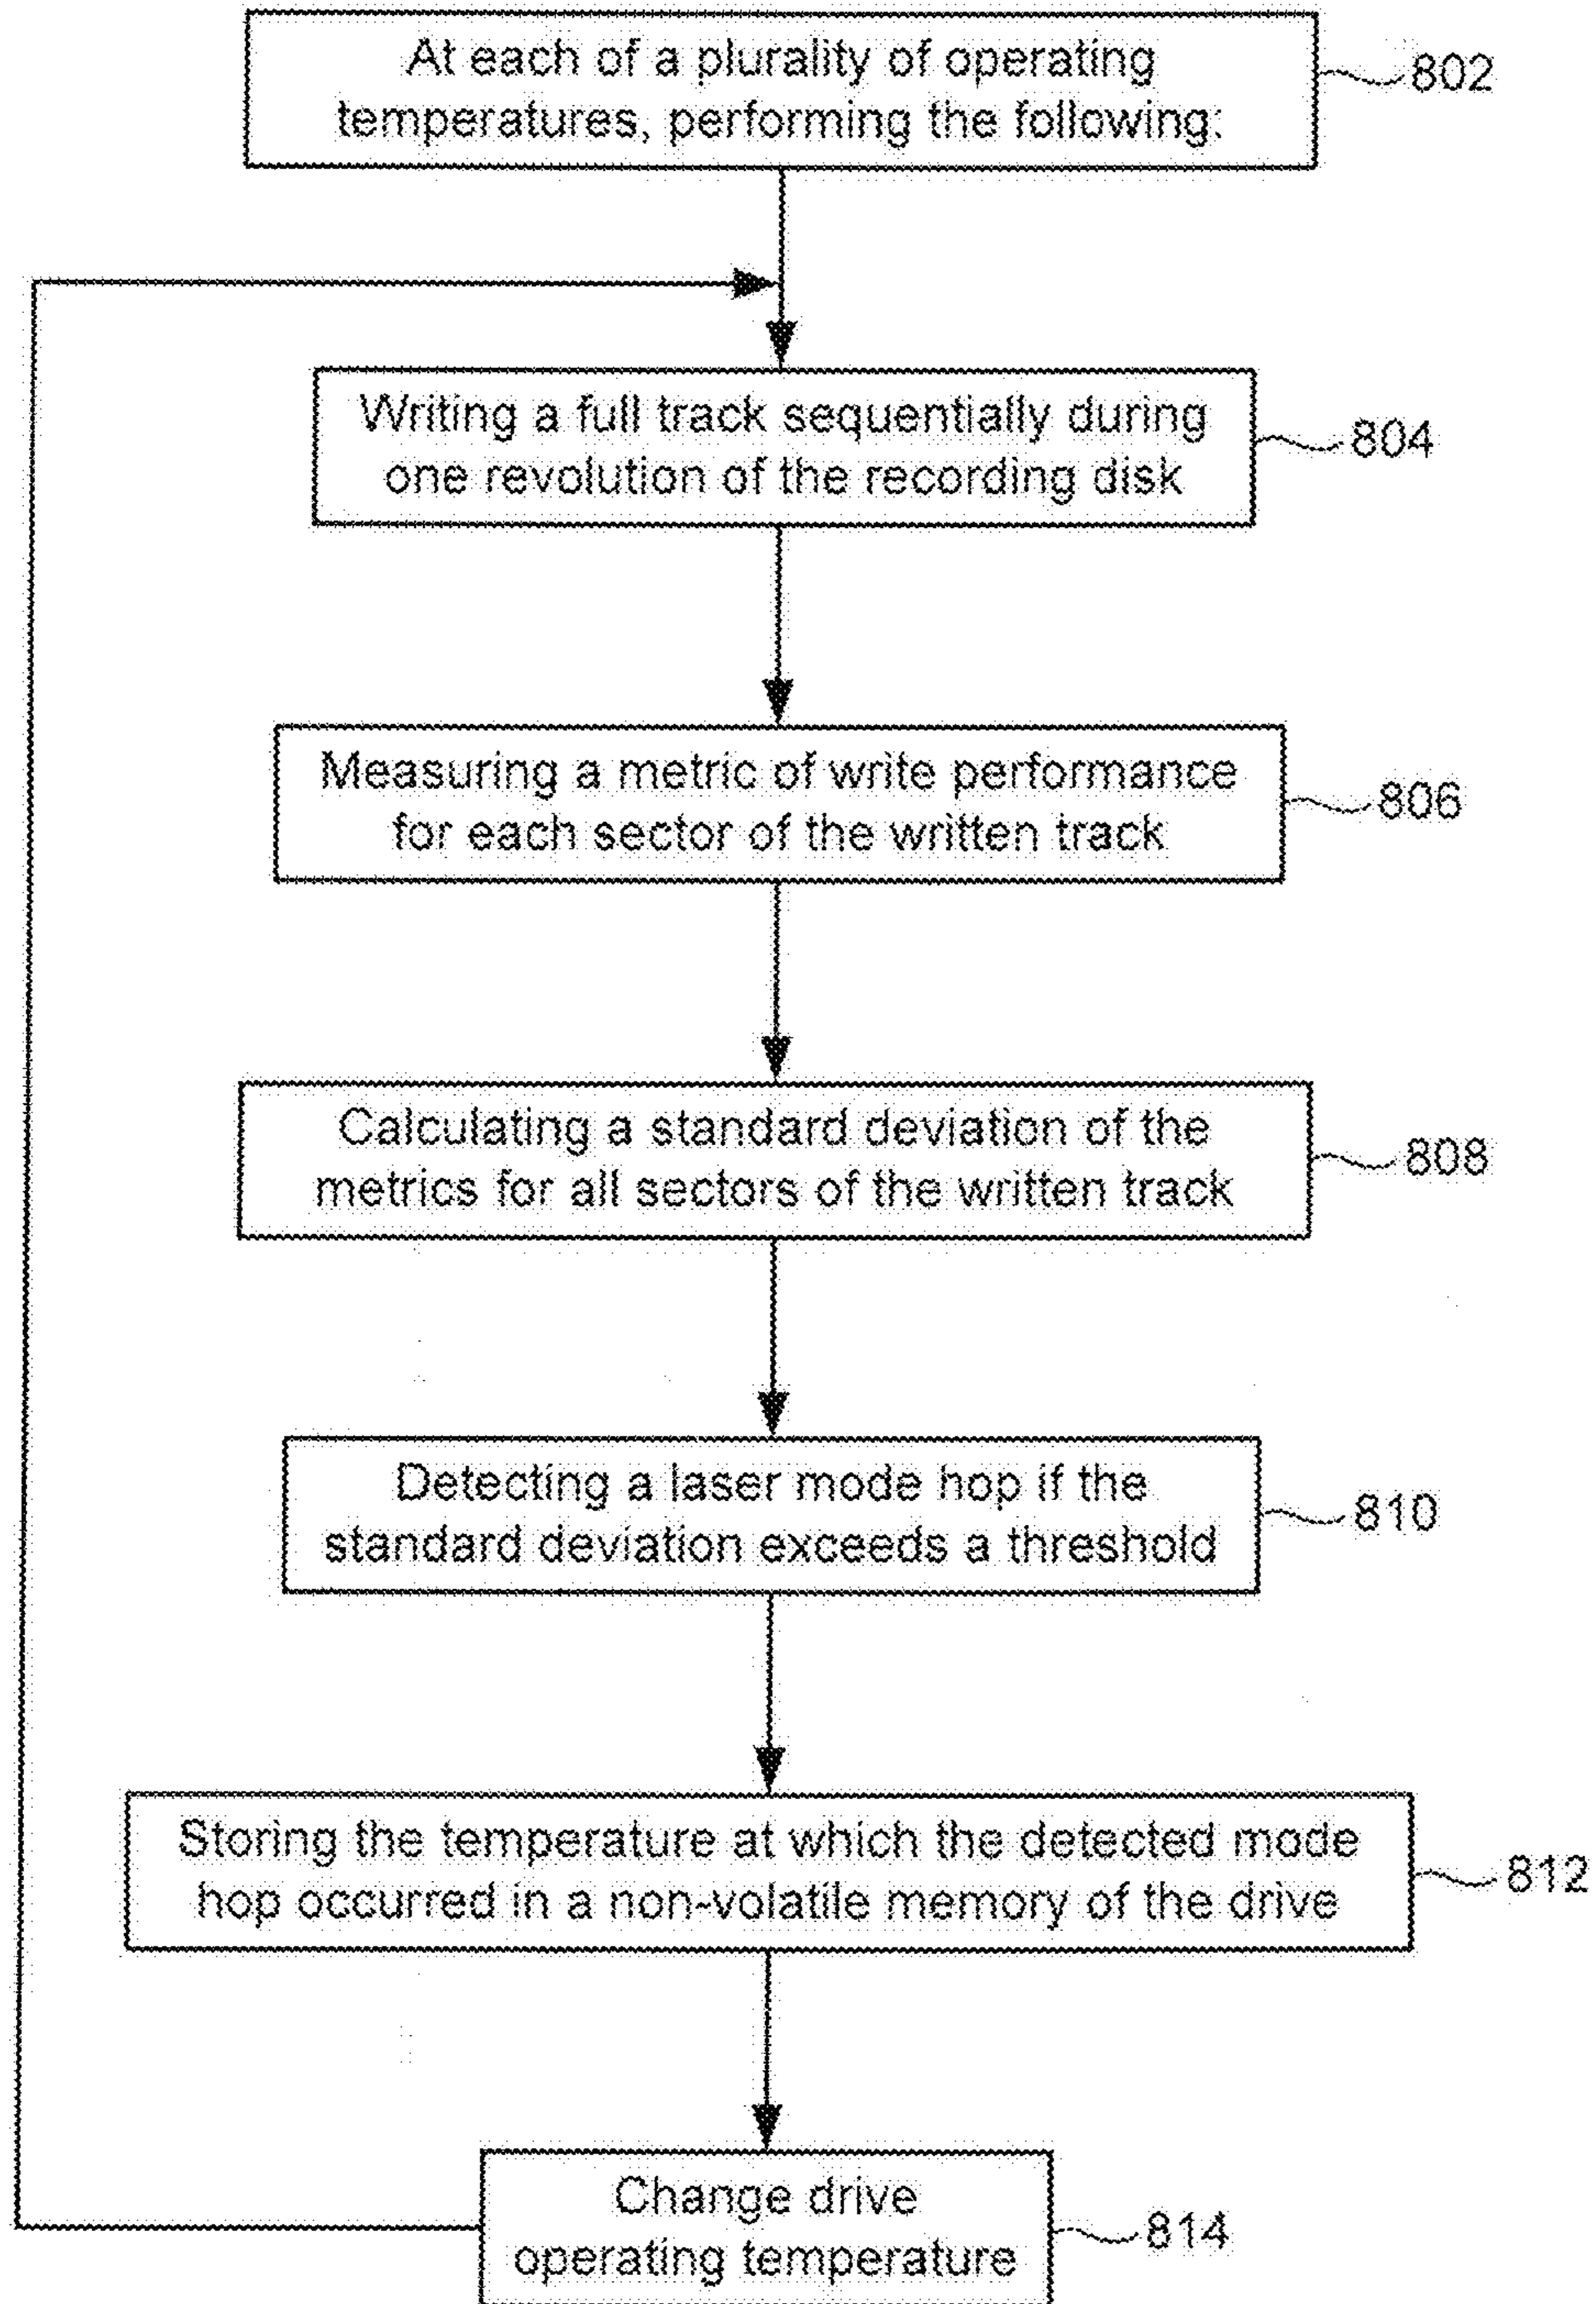 At each of a plurality of operating
temperatures, performing the following:
802
Writing a full track sequentially during
one revolution of the recording disk
804
Measuring a metric of write performance
for each sector of the written track
806
Calculating a standard deviation of the
metrics for all sectors of the written track
808
Detecting a laser mode hop if the
standard deviation exceeds a threshold
810
Storing the temperature at which the detected mode
hop occurred in a non-volatile memory of the drive
812
Change drive
operating temperature
814